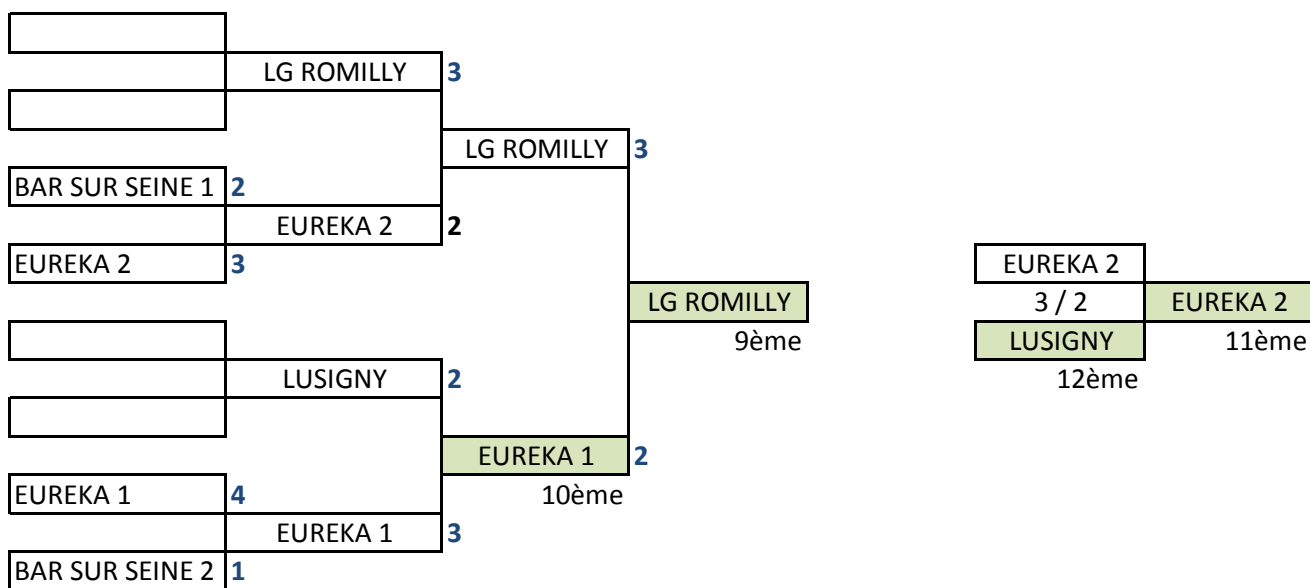 LG ROMILLY 3
LG ROMILLY 3
BAR SUR SEINE 1 2
EUREKA 2 2
EUREKA 2 3
EUREKA 2
LG ROMILLY 3 / 2 EUREKA 2
9ème LUSIGNY 11ème
LUSIGNY 2 12ème
EUREKA 1 2
EUREKA 1 4 10ème
EUREKA 1 3
BAR SUR SEINE 2 1